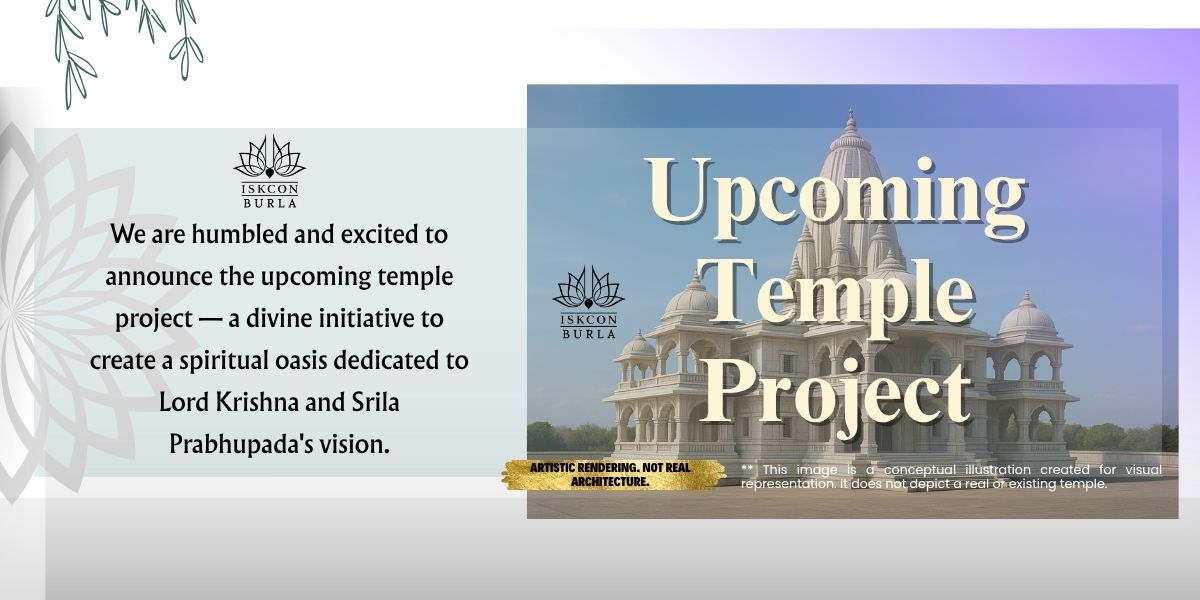 ISKCON
BURLA
We are humbled and excited to
announce the upcoming temple
project — a divine initiative to
create a spiritual oasis dedicated to
Lord Krishna and Srila
Prabhupada's vision.
Upcoming
Temple
Project
ISKCON
BURLA
ARTISTIC RENDERING. NOT REAL
ARCHITECTURE.
** This image is a conceptual illustration created for visual
representation. It does not depict a real or existing temple.